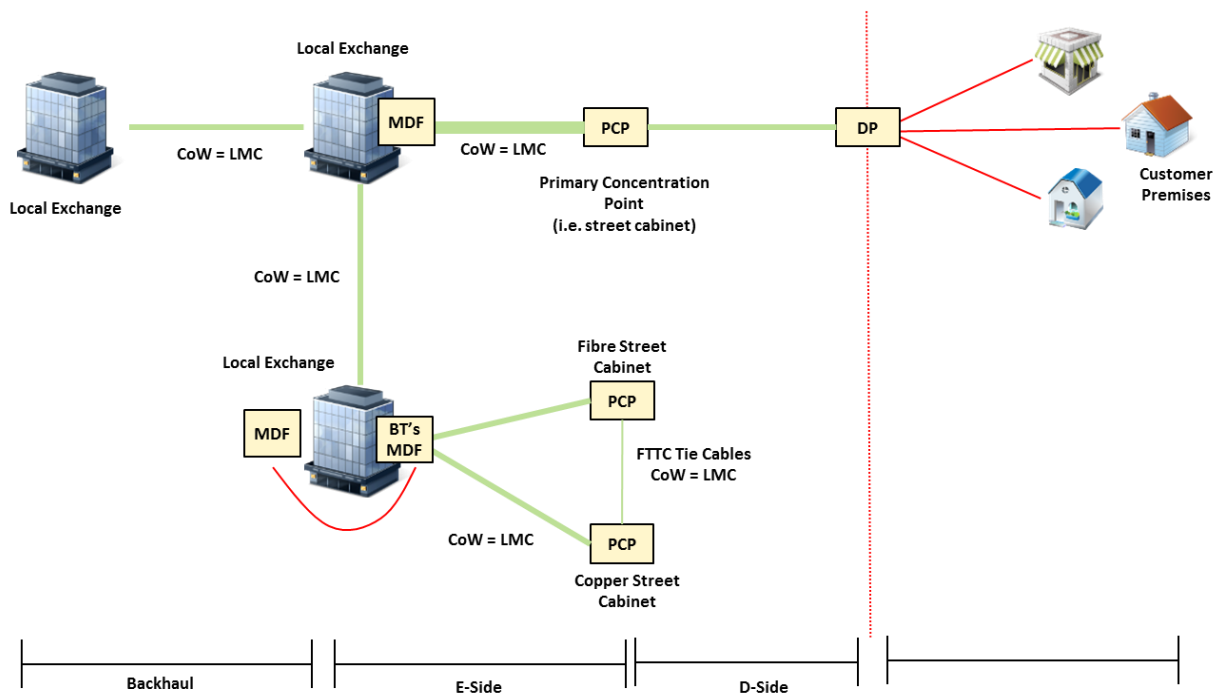 Local Exchange
MDF
PCP
DP
CoW = LMC
CoW = LMC
Local Exchange
Primary Concentration
Point
(i.e. street cabinet)
Customer
Premises
CoW = LMC
Local Exchange
Fibre Street
Cabinet
PCP
MDF
BT's
MDF
FTTC Tie Cables
CoW = LMC
CoW = LMC
PCP
Copper Street
Cabinet
Backhaul
E-Side
D-Side